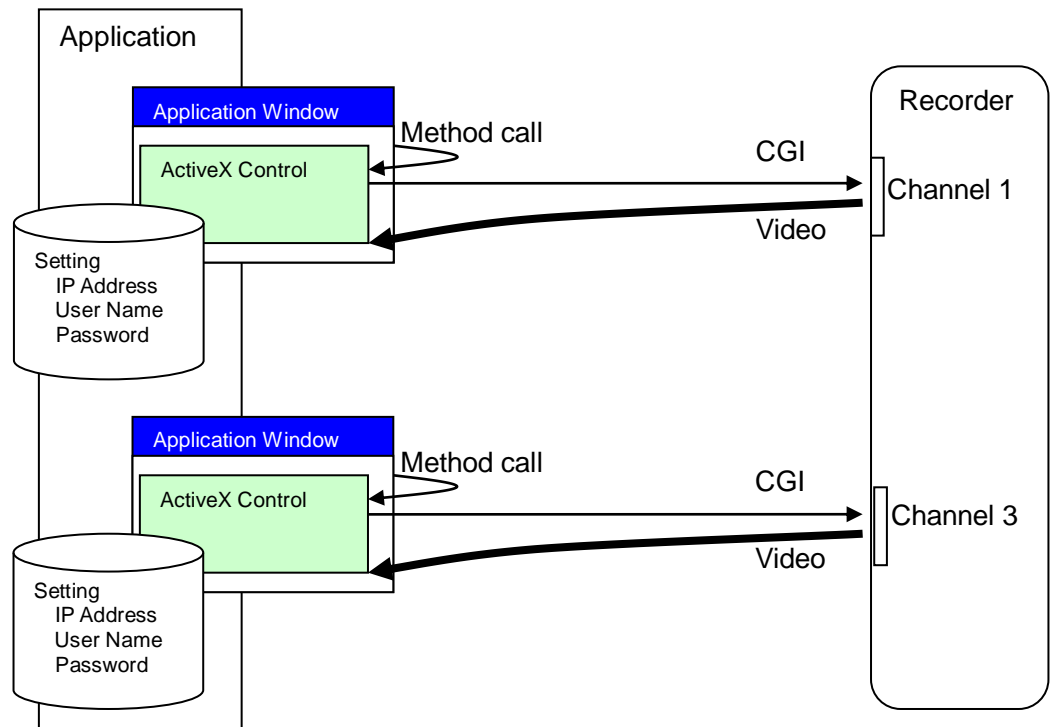 Application
Application Window
Method call
ActiveX Control
CGI
Video
Recorder
Channel 1
Setting
IP Address
User Name
Password
Application Window
Method call
ActiveX Control
CGI
Video
Channel 3
Setting
IP Address
User Name
Password